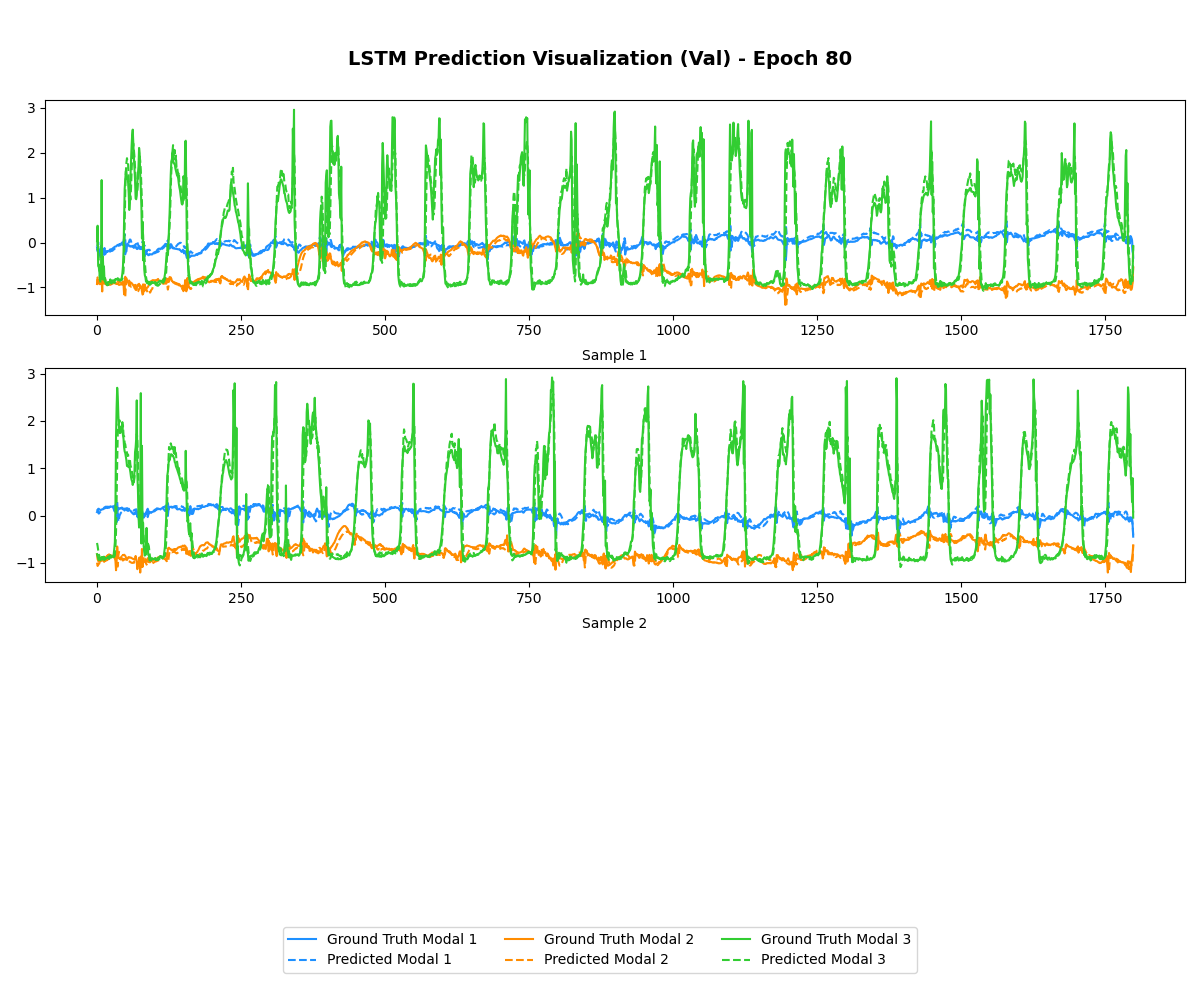 LSTM Prediction Visualization (Val) - Epoch 80
3
2
1
0
−1
0 250 500 750 1000 1250 1500 1750
Sample 1
3
2
1
0
−1
0 250 500 750 1000 1250 1500 1750
Sample 2
Ground Truth Modal 1 Ground Truth Modal 2 Ground Truth Modal 3
Predicted Modal 1 Predicted Modal 2 Predicted Modal 3